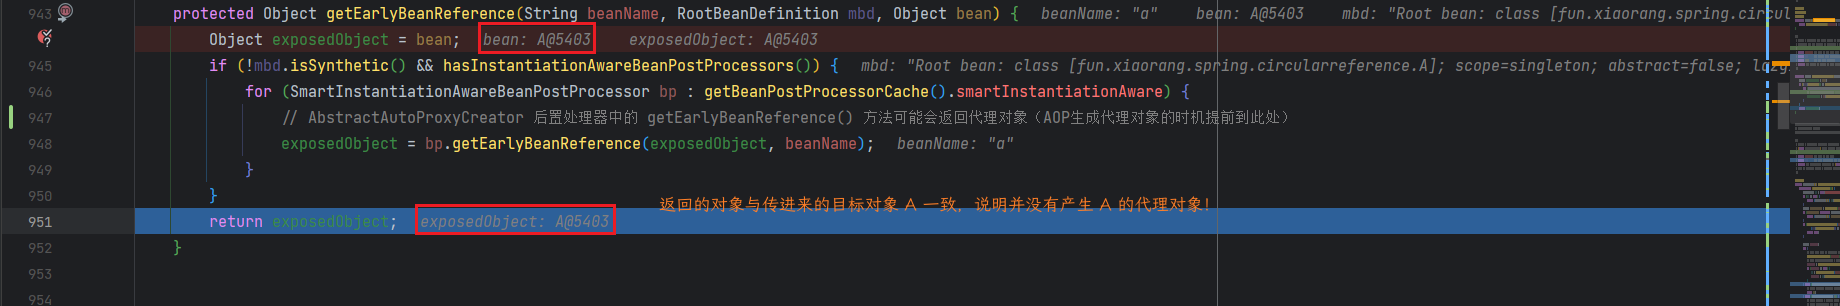 943 protected Object getEarlyBeanReference(String beanName, RootBeanDefinition mbd, Object bean) { beanName: "a" bean: A@5403 mbd: "Root bean: class [fun.xiaorang.spring.circul
Object exposedObject = bean; bean: A@5403 exposedObject: A@5403
945 if (!mbd.isSynthetic() && hasInstantiationAwareBeanPostProcessors()) { mbd: "Root bean: class [fun.xiaorang.spring.circularreference.A]; scope=singleton; abstract=false; lazy
946 for (SmartInstantiationAwareBeanPostProcessor bp : getBeanPostProcessorCache().smartInstantiationAware) {
947 // AbstractAutoProxyCreator 后置处理器中的 getEarlyBeanReference() 方法可能会返回代理对象（AOP生成代理对象的时机提前到此处）
948 exposedObject = bp.getEarlyBeanReference(exposedObject, beanName); beanName: "a"
949 }
950 }
返回的对象与传进来的目标对象 A 一致，说明并没有产生 A 的代理对象！
951 return exposedObject; exposedObject: A@5403
952 }
953
954